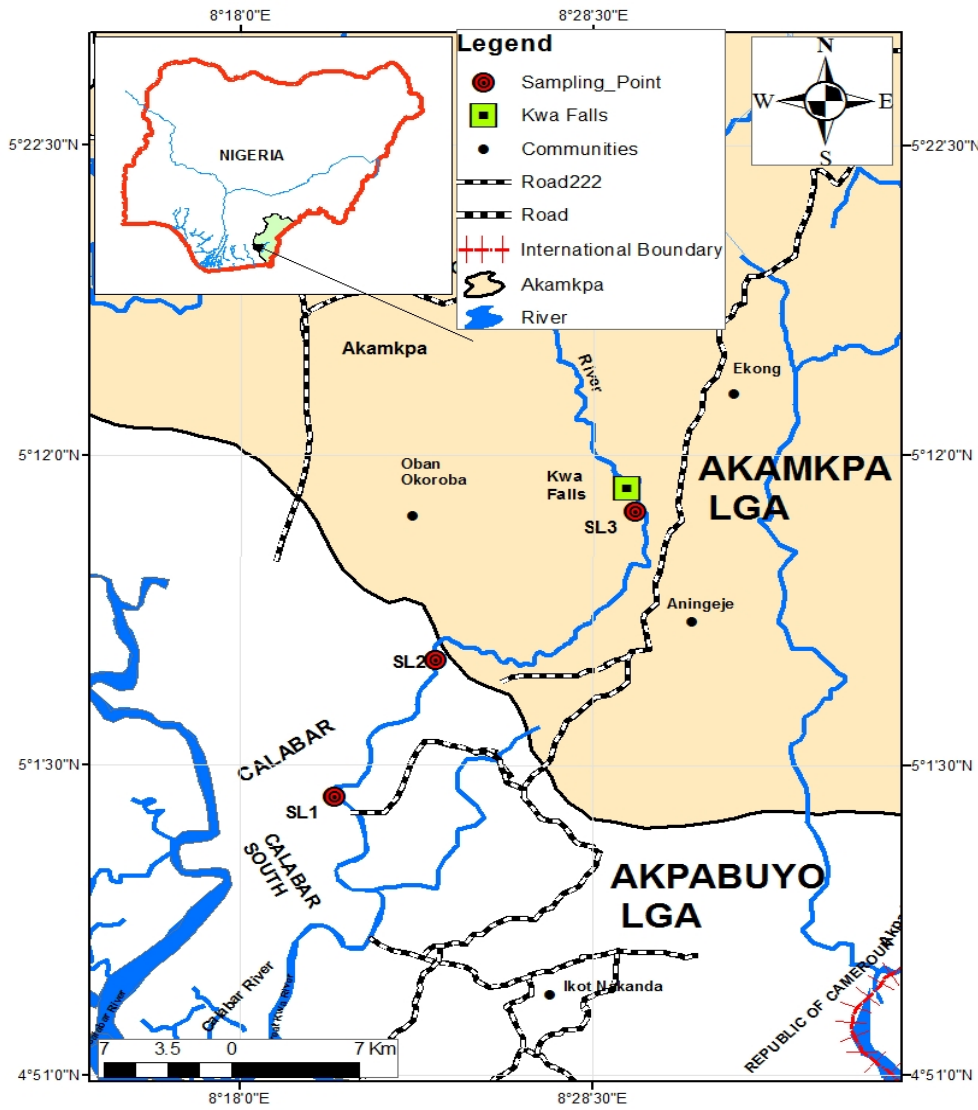 8°18'0"E
8°28'30"E
Legend
Sampling_Point
Kwa Falls
Communities
Road222
Road
International Boundary
Akamkpa
River
NIGERIA
N
W
E
S
5°22'30"N
5°22'30"N
Akamkpa
River
Ekong
5°12'0"N
5°12'0"N
Oban
Okoroba
Kwa
Falls
AKAMKPA
LGA
SL3
Aningeje
SL2
CALABAR
5°13'30"N
5°13'30"N
SL1
CALABAR
SOUTH
AKPABUYO
LGA
Calabar River
Kwa River
Ikot Nakanda
REPUBLIC OF CAMEROUN
7
3.5
0
7 Km
4°51'0"N
4°51'0"N
8°18'0"E
8°28'30"E